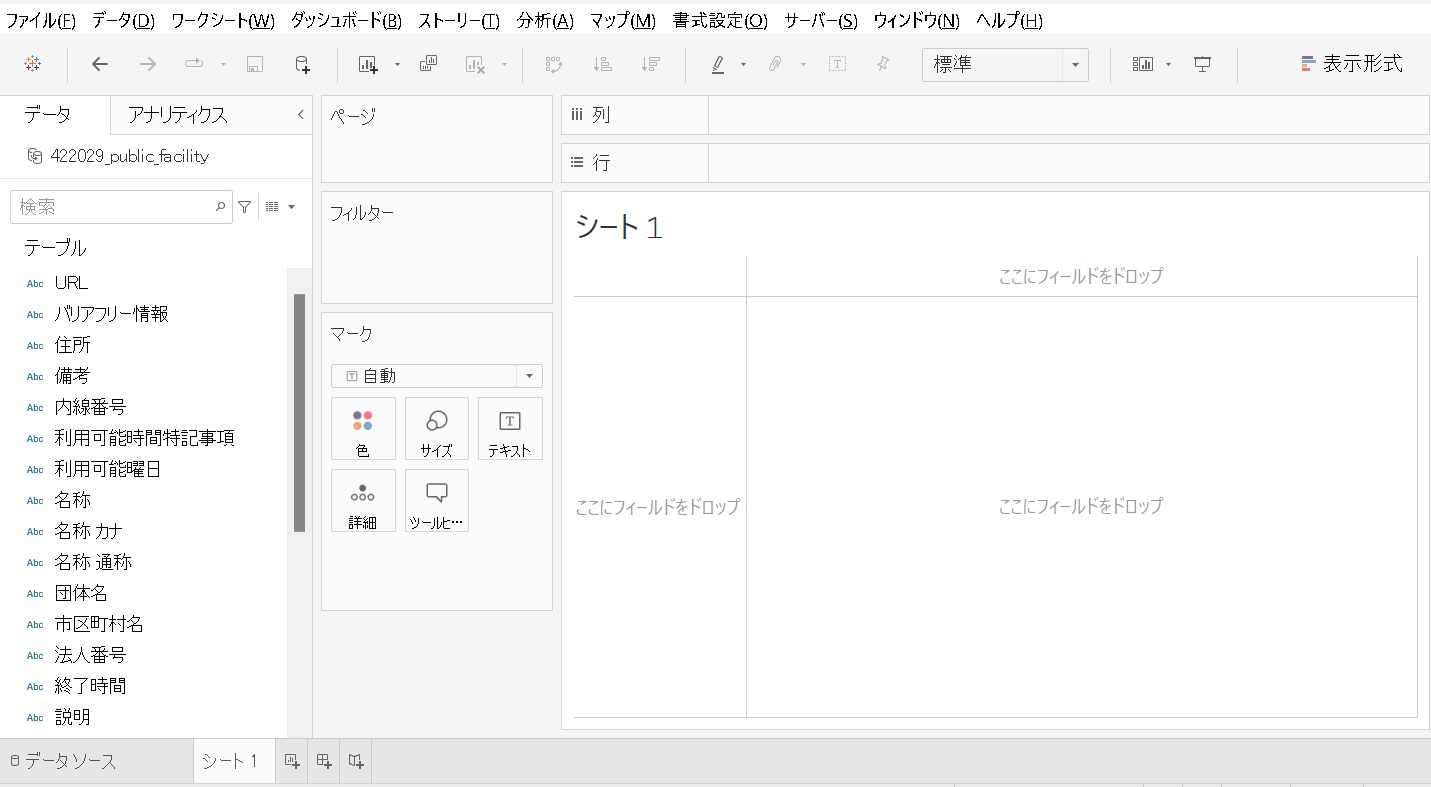 ファイル(F) データ(D) ワークシート(W) ダッシュボード(B) ストーリー(T) 分析(A) マップ(M) 書式設定(O) サーバー(S) ウィンドウ(N) ヘルプ(H)
標準
表示形式
データ
アナリティクス
422029_public_facility
検索
テーブル
Abc URL
Abc バリアフリー情報
Abc 住所
Abc 備考
Abc 内線番号
Abc 利用可能時間特記事項
Abc 利用可能曜日
Abc 名称
Abc 名称 カナ
Abc 名称 通称
Abc 団体名
Abc 市区町村名
Abc 法人番号
Abc 終了時間
Abc 説明
ページ
フィルター
マーク
自動
色
サイズ
テキスト
詳細
ツールヒ…
列
行
シート 1
ここにフィールドをドロップ
ここにフィールドをドロップ
ここにフィールドをドロップ
データソース
シート 1